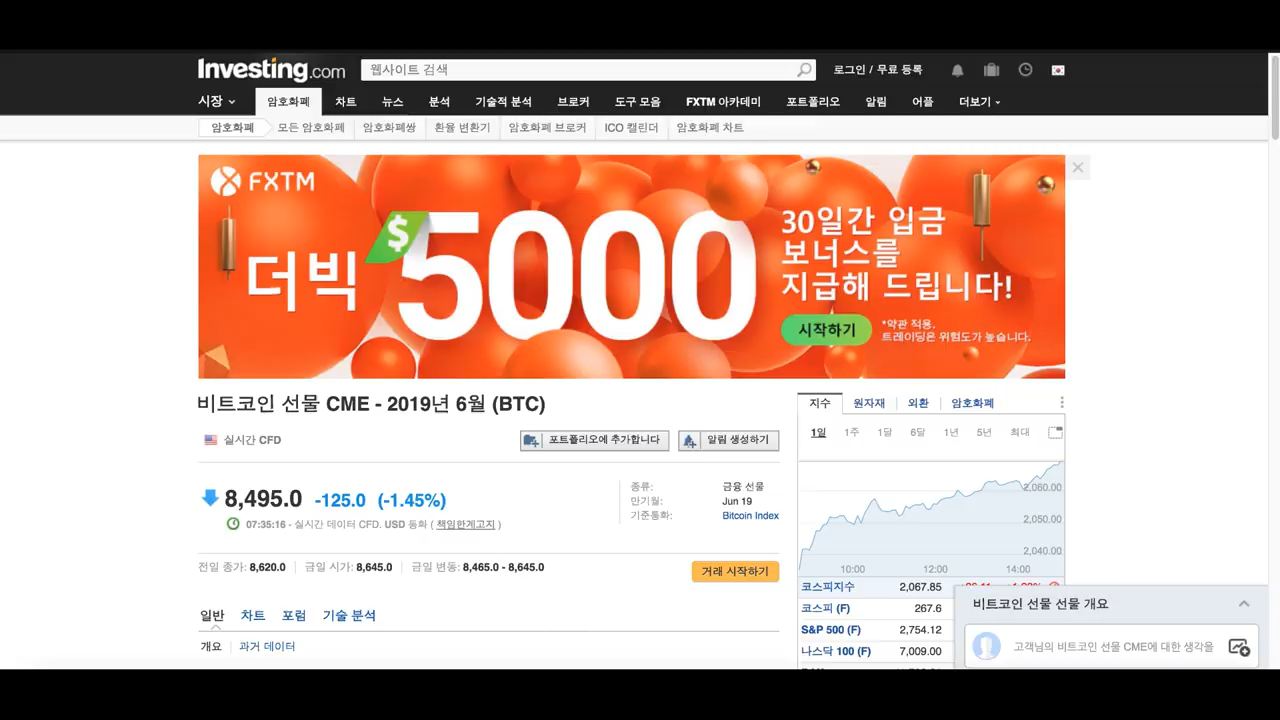 Investing.com
웹사이트 검색
로그인 / 무료 등록
시장 암호화폐 차트 뉴스 분석 기술적 분석 브로커 도구 모음 FXTM 아카데미 포트폴리오 알림 어플 더보기
암호화폐 모든 암호화폐 암호화폐쌍 환율 변환기 암호화폐 브로커 ICO 캘린더 암호화폐 차트
FXTM
더빅 $5000
30일간 입금
보너스를
지급해 드립니다!
시작하기
*약관 적용.
트레이딩은 위험도가 높습니다.
비트코인 선물 CME - 2019년 6월 (BTC)
실시간 CFD
포트폴리오에 추가합니다
알림 생성하기
8,495.0 -125.0 (-1.45%)
07:35:16 - 실시간 데이터 CFD. USD 통화 ( 책임한계고지 )
종류: 금융 선물
만기월: Jun 19
기준통화: Bitcoin Index
전일 종가: 8,620.0 금일 시가: 8,645.0 금일 변동: 8,465.0 - 8,645.0
거래 시작하기
일반 차트 포럼 기술 분석
개요 과거 데이터
지수 원자재 외환 암호화폐
1일 1주 1달 6달 1년 5년 최대
2,060.00
2,050.00
2,040.00
10:00 12:00 14:00
코스피지수 2,067.85
코스피 (F) 267.6
S&P 500 (F) 2,754.12
나스닥 100 (F) 7,009.00
비트코인 선물 선물 개요
고객님의 비트코인 선물 CME에 대한 생각을